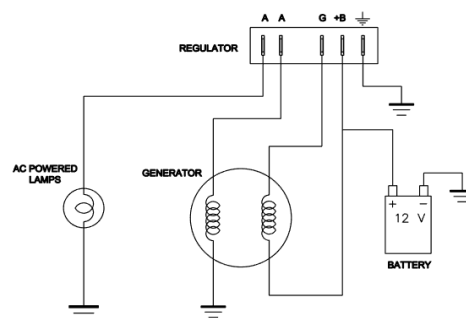 A A G +B
REGULATOR
AC POWERED
LAMPS
GENERATOR
+ −
12 V
BATTERY